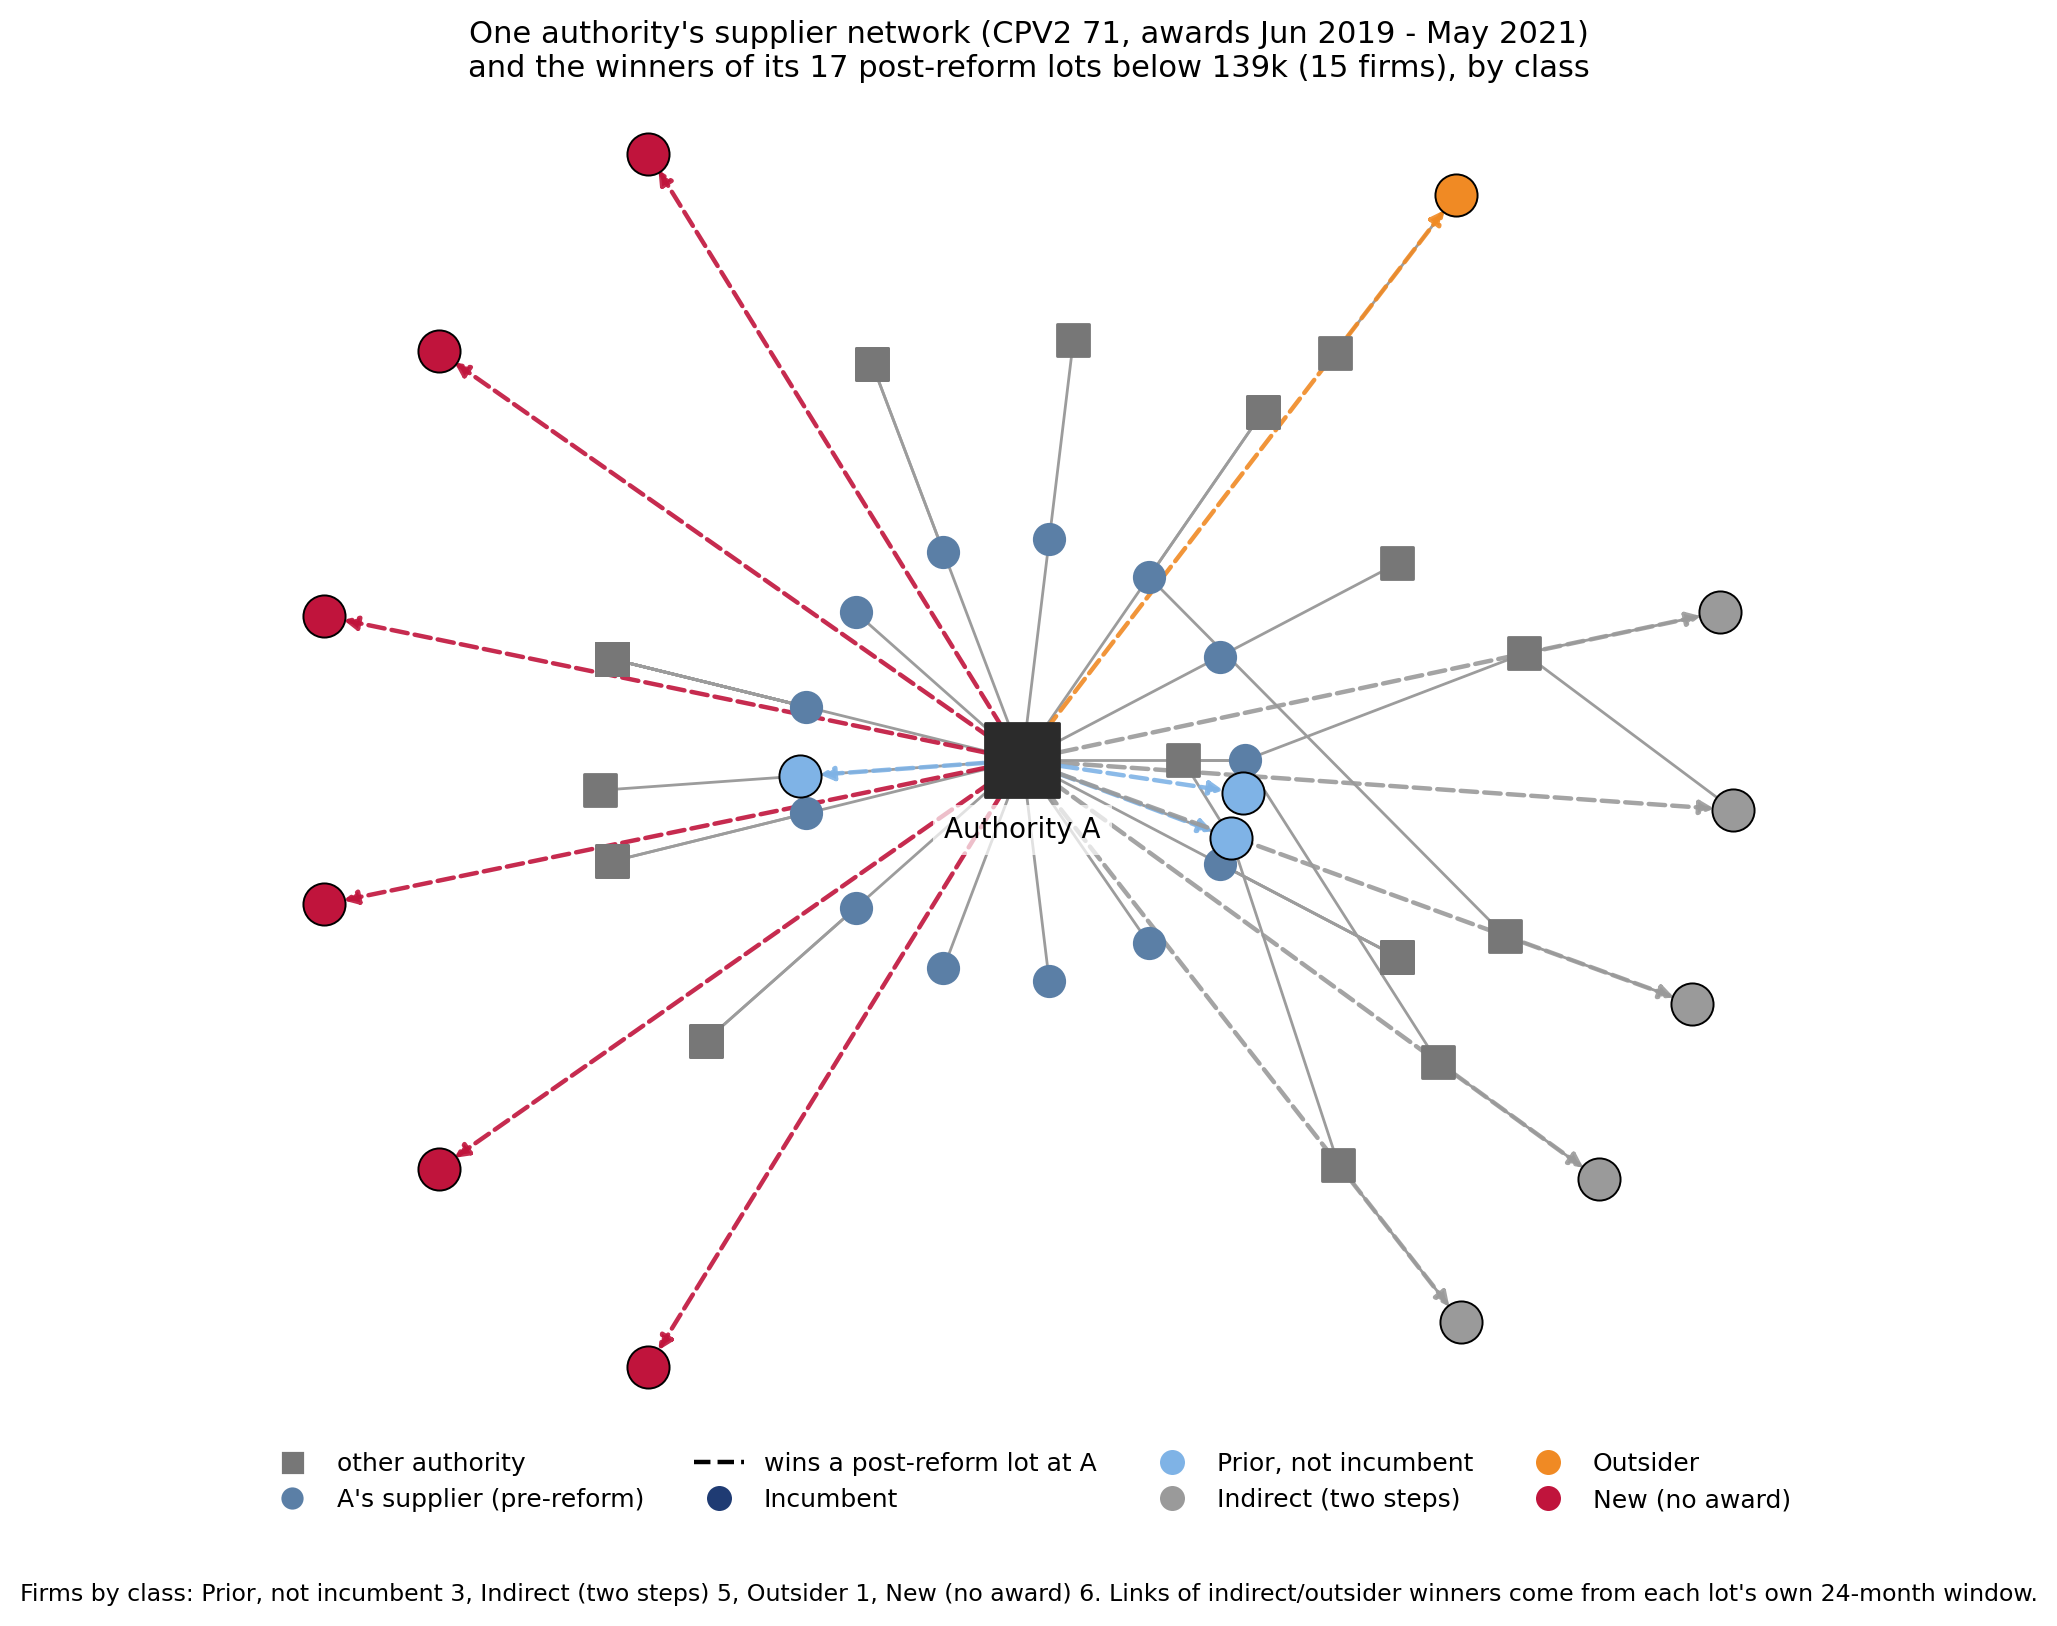 One authority's supplier network (CPV2 71, awards Jun 2019 - May 2021)
and the winners of its 17 post-reform lots below 139k (15 firms), by class
Authority A
other authority
A's supplier (pre-reform)
wins a post-reform lot at A
Incumbent
Prior, not incumbent
Indirect (two steps)
Outsider
New (no award)
Firms by class: Prior, not incumbent 3, Indirect (two steps) 5, Outsider 1, New (no award) 6. Links of indirect/outsider winners come from each lot's own 24-month window.